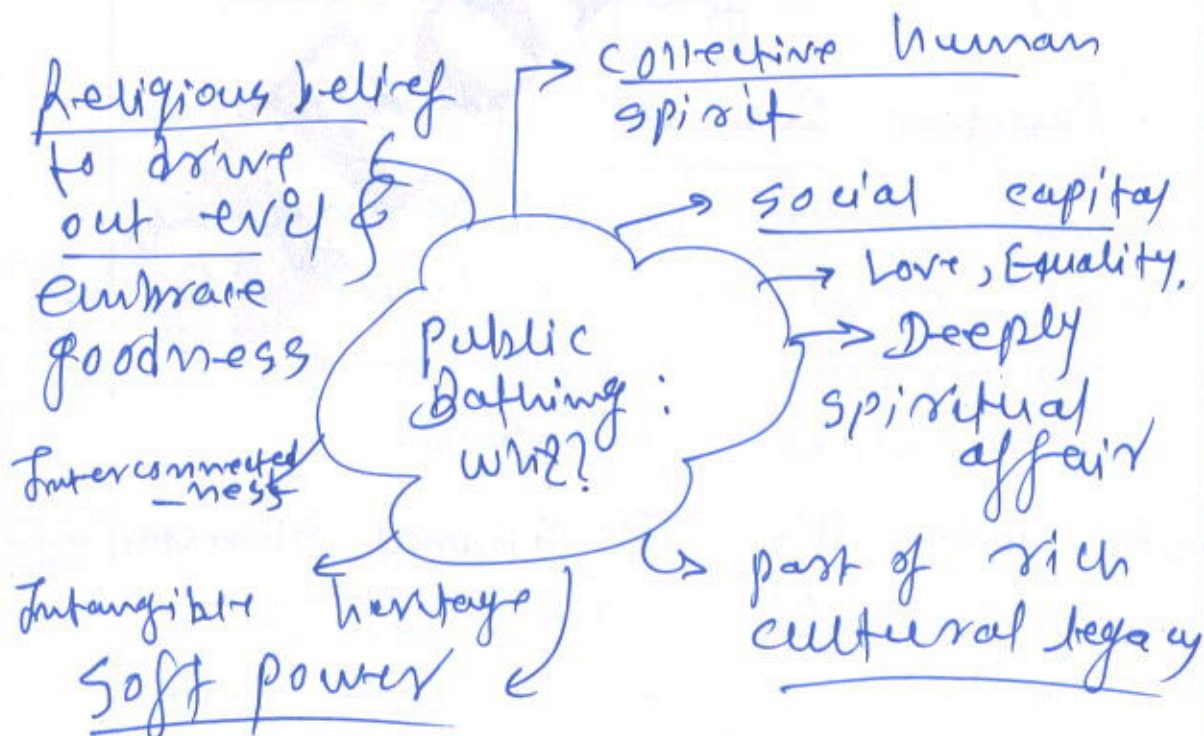 Religious belief
to drive
out evil
embrace
goodness
Interconnected
-ness
Intangible heritage
Soft power
Public
Bathing :
Why?
collective human
spirit
social capital
Love, Equality,
Deeply
spiritual
affair
part of rich
cultural legacy